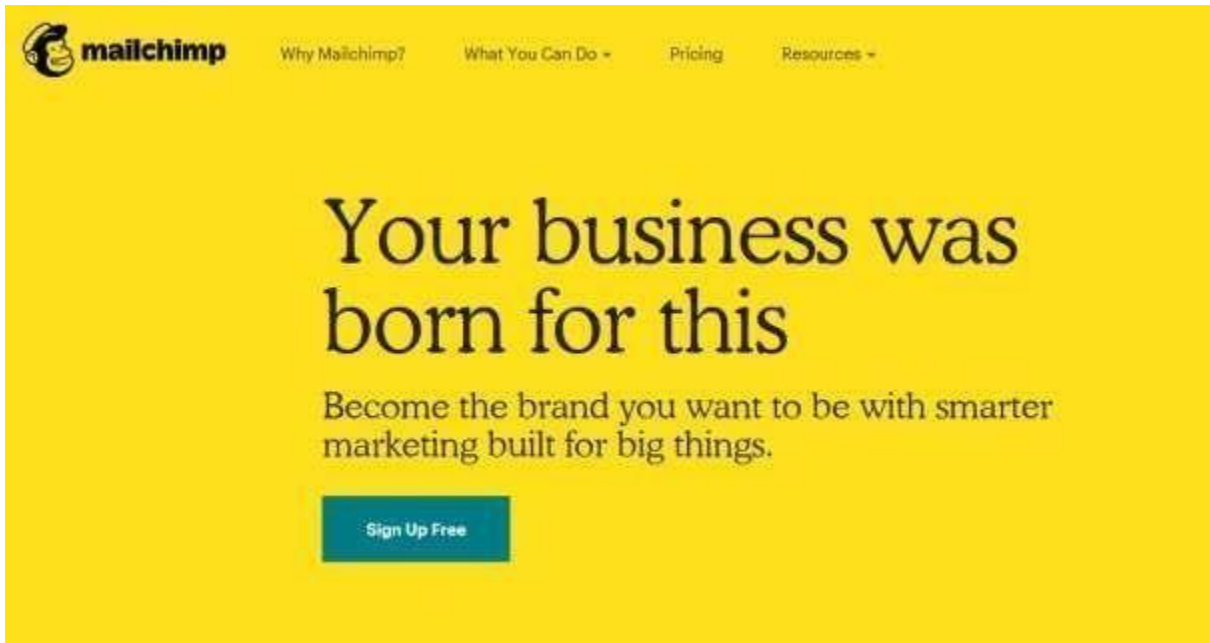 mailchimp Why Mailchimp? What You Can Do Pricing Resources
Your business was
born for this
Become the brand you want to be with smarter
marketing built for big things.
Sign Up Free